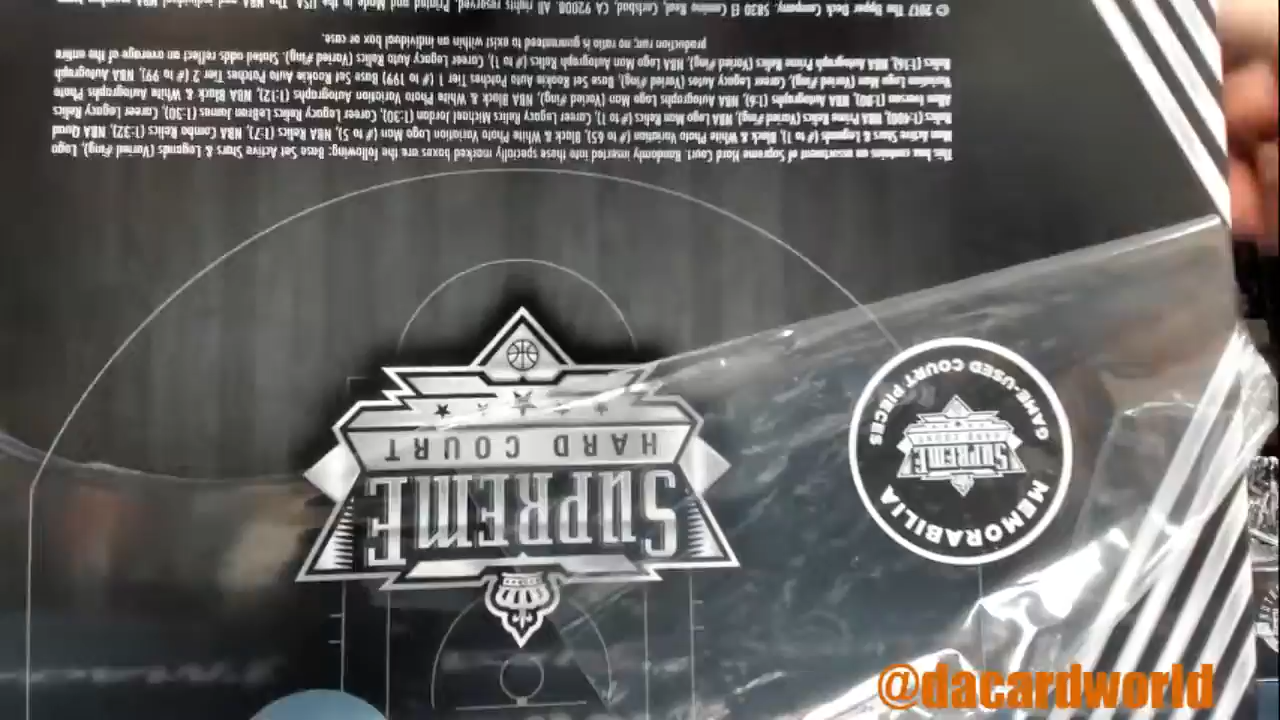 SUPREME
HARD COURT
MEMORABILIA
SUPREME
HARD COURT
GAME-USED COURT PIECES
This box contains an assortment of Supreme Hard Court. Randomly inserted into these specially marked boxes are the following: Base Set Active Stars & Legends (Varied #'ing), Logo
Man Active Stars & Legends (# to 1), Black & White Photo Variation (# to 65), Black & White Photo Variation Logo Man (# to 5), NBA Relics (1:7), NBA Combo Relics (1:32), NBA Quad
Relics (1:400), NBA Prime Relics (Varied #'ing), NBA Logo Man (# to 1), Career Legacy Relics Michael Jordan (1:30), Career Legacy Relics LeBron James (1:30), Career Legacy Relics
Allen Iverson (1:30), NBA Autographs (1:6), NBA Autographs Logo Man (Varied #'ing), NBA Black & White Photo Variation Autographs (1:12), NBA Black & White Autographs Photo
Variation Logo Man (Varied #'ing), Career Legacy Autos (Varied #'ing), Base Set Rookie Auto Patches Tier 1 (# to 199) Base Set Rookie Auto Patches Tier 2 (# to 99), NBA Autograph
Relics (1:16), NBA Autograph Prime Relics (Varied #'ing), NBA Logo Man Autograph Relics (# to 1), Career Legacy Auto Relics (Varied #'ing). Stated odds reflect an average of the entire
production run; no ratio is guaranteed to exist within an individual box or case.
© 2017 The Upper Deck Company, 5830 El Camino Real, Carlsbad, CA 92008. All rights reserved. Printed and Made in the USA. The NBA and individual NBA member
@dacardworld